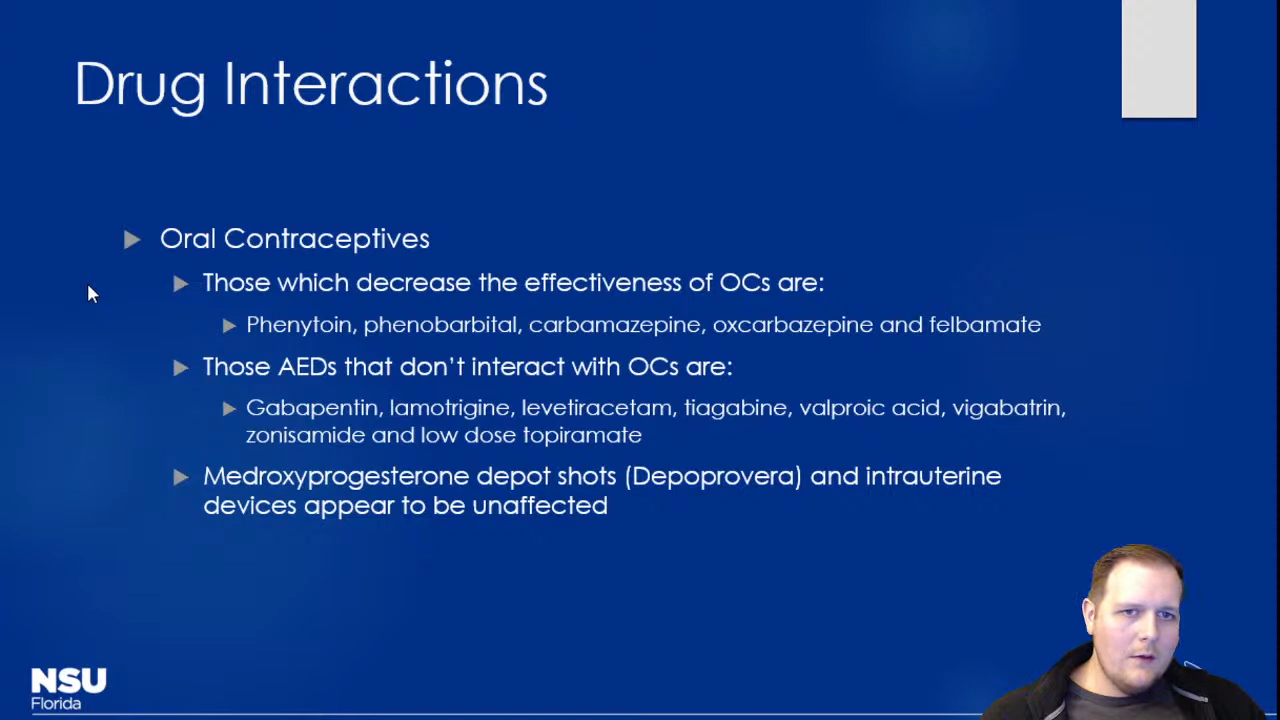 Drug Interactions
Oral Contraceptives
Those which decrease the effectiveness of OCs are:
Phenytoin, phenobarbital, carbamazepine, oxcarbazepine and felbamate
Those AEDs that don't interact with OCs are:
Gabapentin, lamotrigine, levetiracetam, tiagabine, valproic acid, vigabatrin,
zonisamide and low dose topiramate
Medroxyprogesterone depot shots (Depoprovera) and intrauterine
devices appear to be unaffected
NSU
Florida